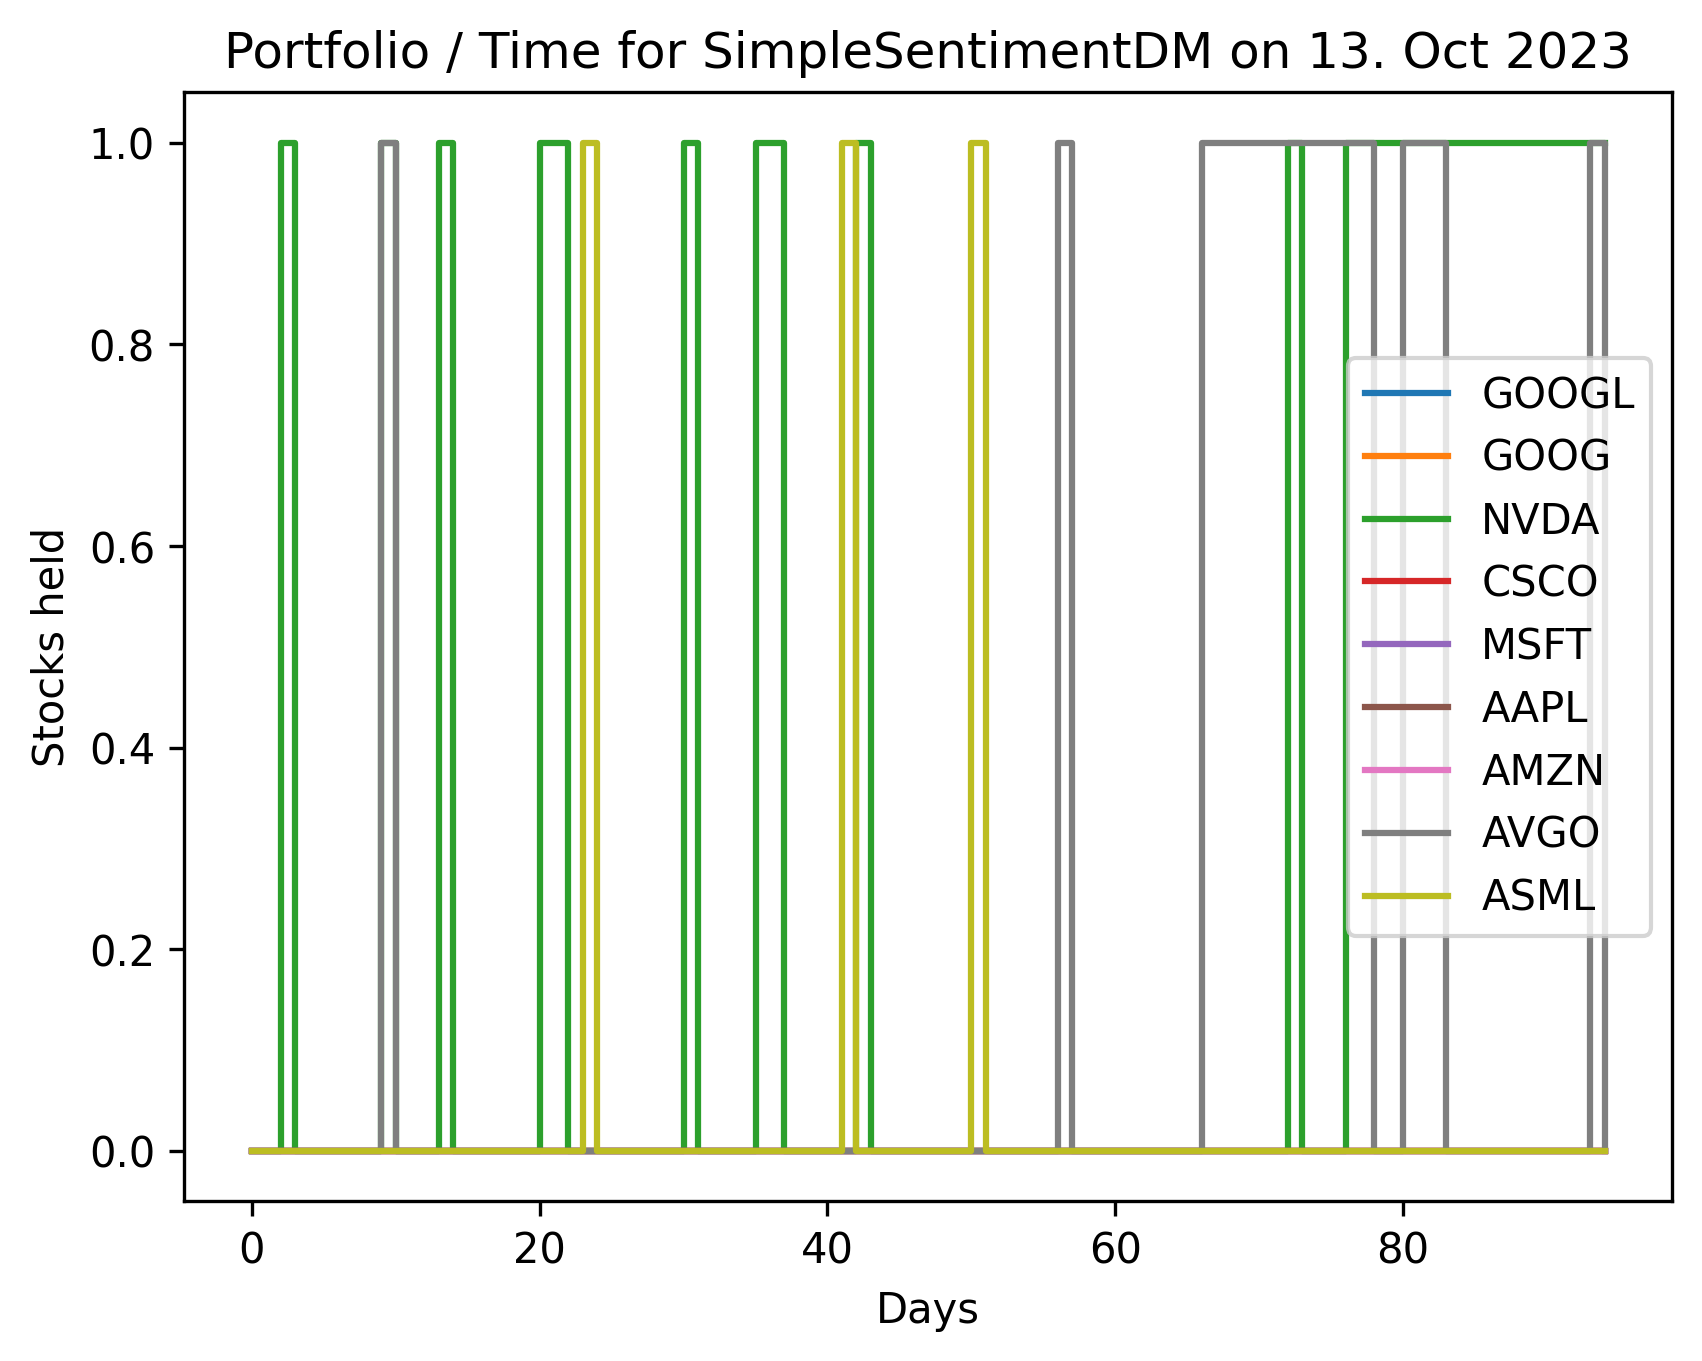 Portfolio / Time for SimpleSentimentDM on 13. Oct 2023
1.0
0.8
0.6
0.4
0.2
0.0
Stocks held
GOOGL
GOOG
NVDA
CSCO
MSFT
AAPL
AMZN
AVGO
ASML
0 20 40 60 80
Days